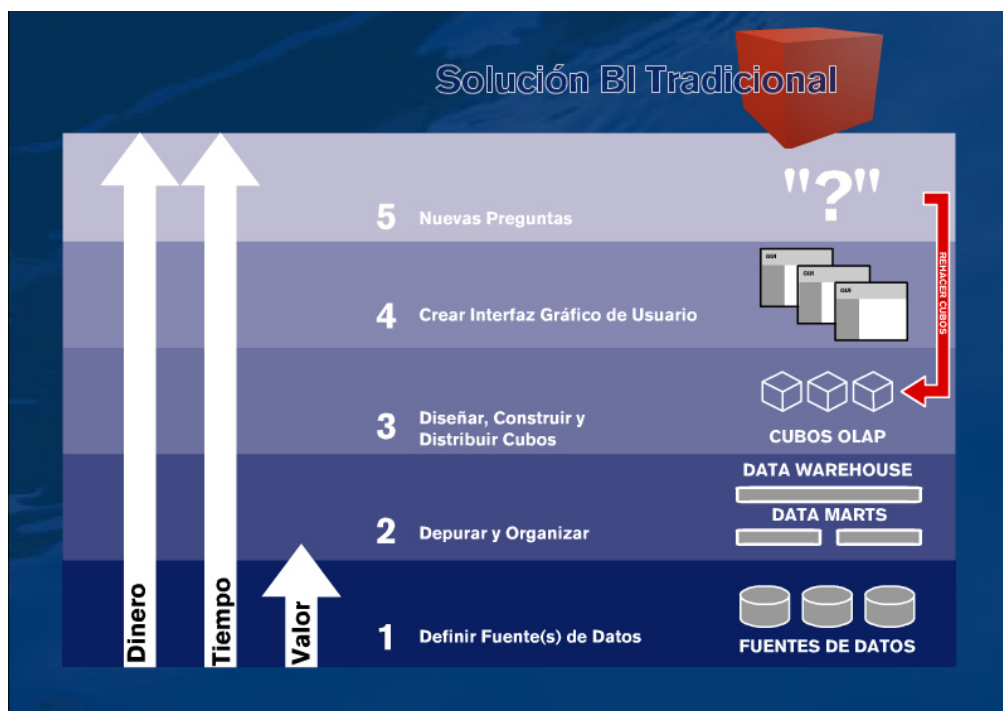 Solución BI Tradicional
"?"
5 Nuevas Preguntas
REHACER CUBOS
GUI
GUI
GUI
4 Crear Interfaz Gráfico de Usuario
3 Diseñar, Construir y
Distribuir Cubos
CUBOS OLAP
DATA WAREHOUSE
DATA MARTS
2 Depurar y Organizar
Dinero
Tiempo
Valor
1 Definir Fuente(s) de Datos
FUENTES DE DATOS